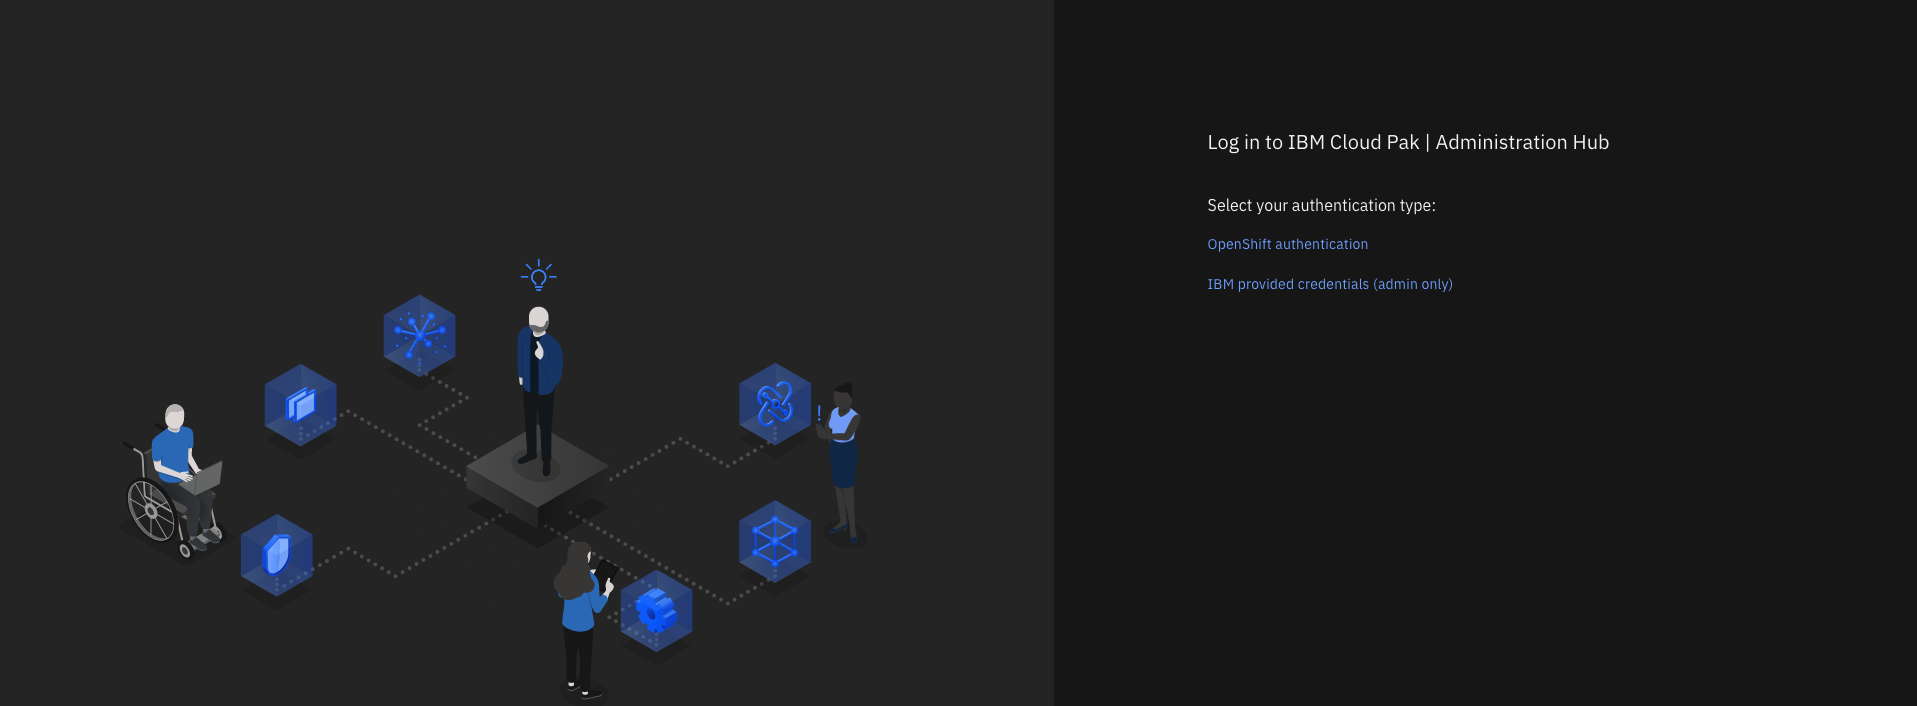 Log in to IBM Cloud Pak | Administration Hub
Select your authentication type:
OpenShift authentication
IBM provided credentials (admin only)